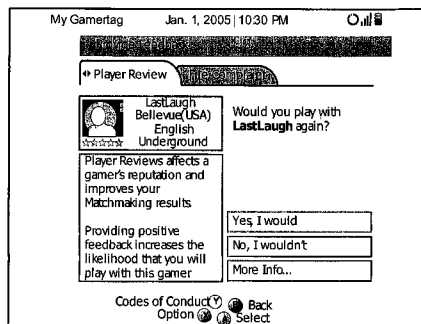 My Gamertag
Jan. 1, 2005 | 10:30 PM
Player Review
LastLaugh
Bellevue(USA)
English
Underground
Player Reviews affects a
gamer's reputation and
improves your
Matchmaking results
Providing positive
feedback increases the
likelihood that you will
play with this gamer
Would you play with
LastLaugh again?
Yes, I would
No, I wouldn't
More Info...
Codes of Conduct Y
B Back
Option X
A Select